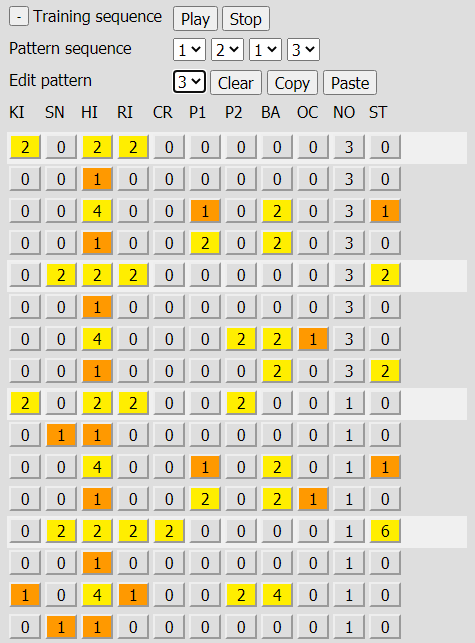 - Training sequence Play Stop
Pattern sequence 1 2 1 3
Edit pattern 3 Clear Copy Paste
KI SN HI RI CR P1 P2 BA OC NO ST
2 0 2 2 0 0 0 0 0 3 0
0 0 1 0 0 0 0 0 0 3 0
0 0 4 0 0 1 0 2 0 3 1
0 0 1 0 0 2 0 2 0 3 0
0 2 2 2 0 0 0 0 0 3 2
0 0 1 0 0 0 0 0 0 3 0
0 0 4 0 0 0 2 2 1 3 0
0 0 1 0 0 0 0 2 0 3 2
2 0 2 2 0 0 2 0 0 1 0
0 1 1 0 0 0 0 0 0 1 0
0 0 4 0 0 1 0 2 0 1 1
0 0 1 0 0 2 0 2 1 1 0
0 2 2 2 2 0 0 0 0 1 6
0 0 1 0 0 0 0 0 0 1 0
1 0 4 1 0 0 2 4 0 1 0
0 1 1 0 0 0 0 0 0 1 0